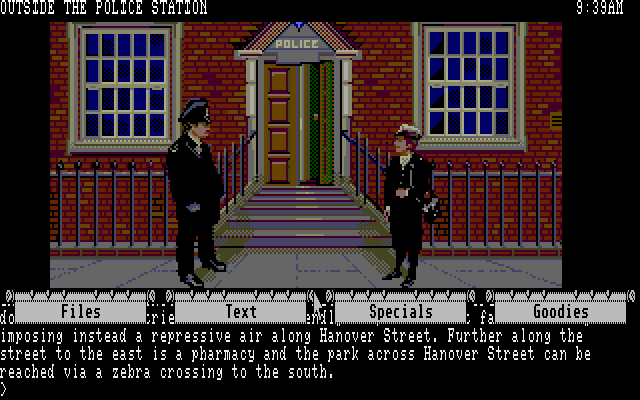 OUTSIDE THE POLICE STATION 9:39AM
POLICE
Files Text Specials Goodies
imposing instead a repressive air along Hanover Street. Further along the
street to the east is a pharmacy and the park across Hanover Street can be
reached via a zebra crossing to the south.
>